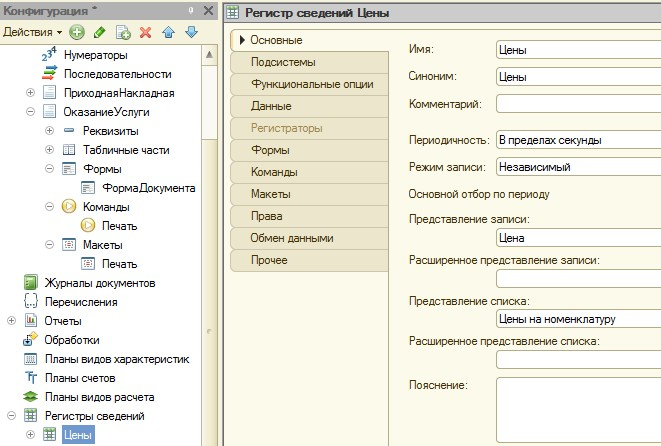 Конфигурация *
Действия
Нумераторы
Последовательности
ПриходнаяНакладная
ОказаниеУслуги
Реквизиты
Табличные части
Формы
ФормаДокумента
Команды
Печать
Макеты
Печать
Журналы документов
Перечисления
Отчеты
Обработки
Планы видов характеристик
Планы счетов
Планы видов расчета
Регистры сведений
Цены
Регистр сведений Цены
Основные
Подсистемы
Функциональные опции
Данные
Регистраторы
Формы
Команды
Макеты
Права
Обмен данными
Прочее
Имя: Цены
Синоним: Цены
Комментарий:
Периодичность: В пределах секунды
Режим записи: Независимый
Основной отбор по периоду
Представление записи:
Цена
Расширенное представление записи:
Представление списка:
Цены на номенклатуру
Расширенное представление списка:
Пояснение: